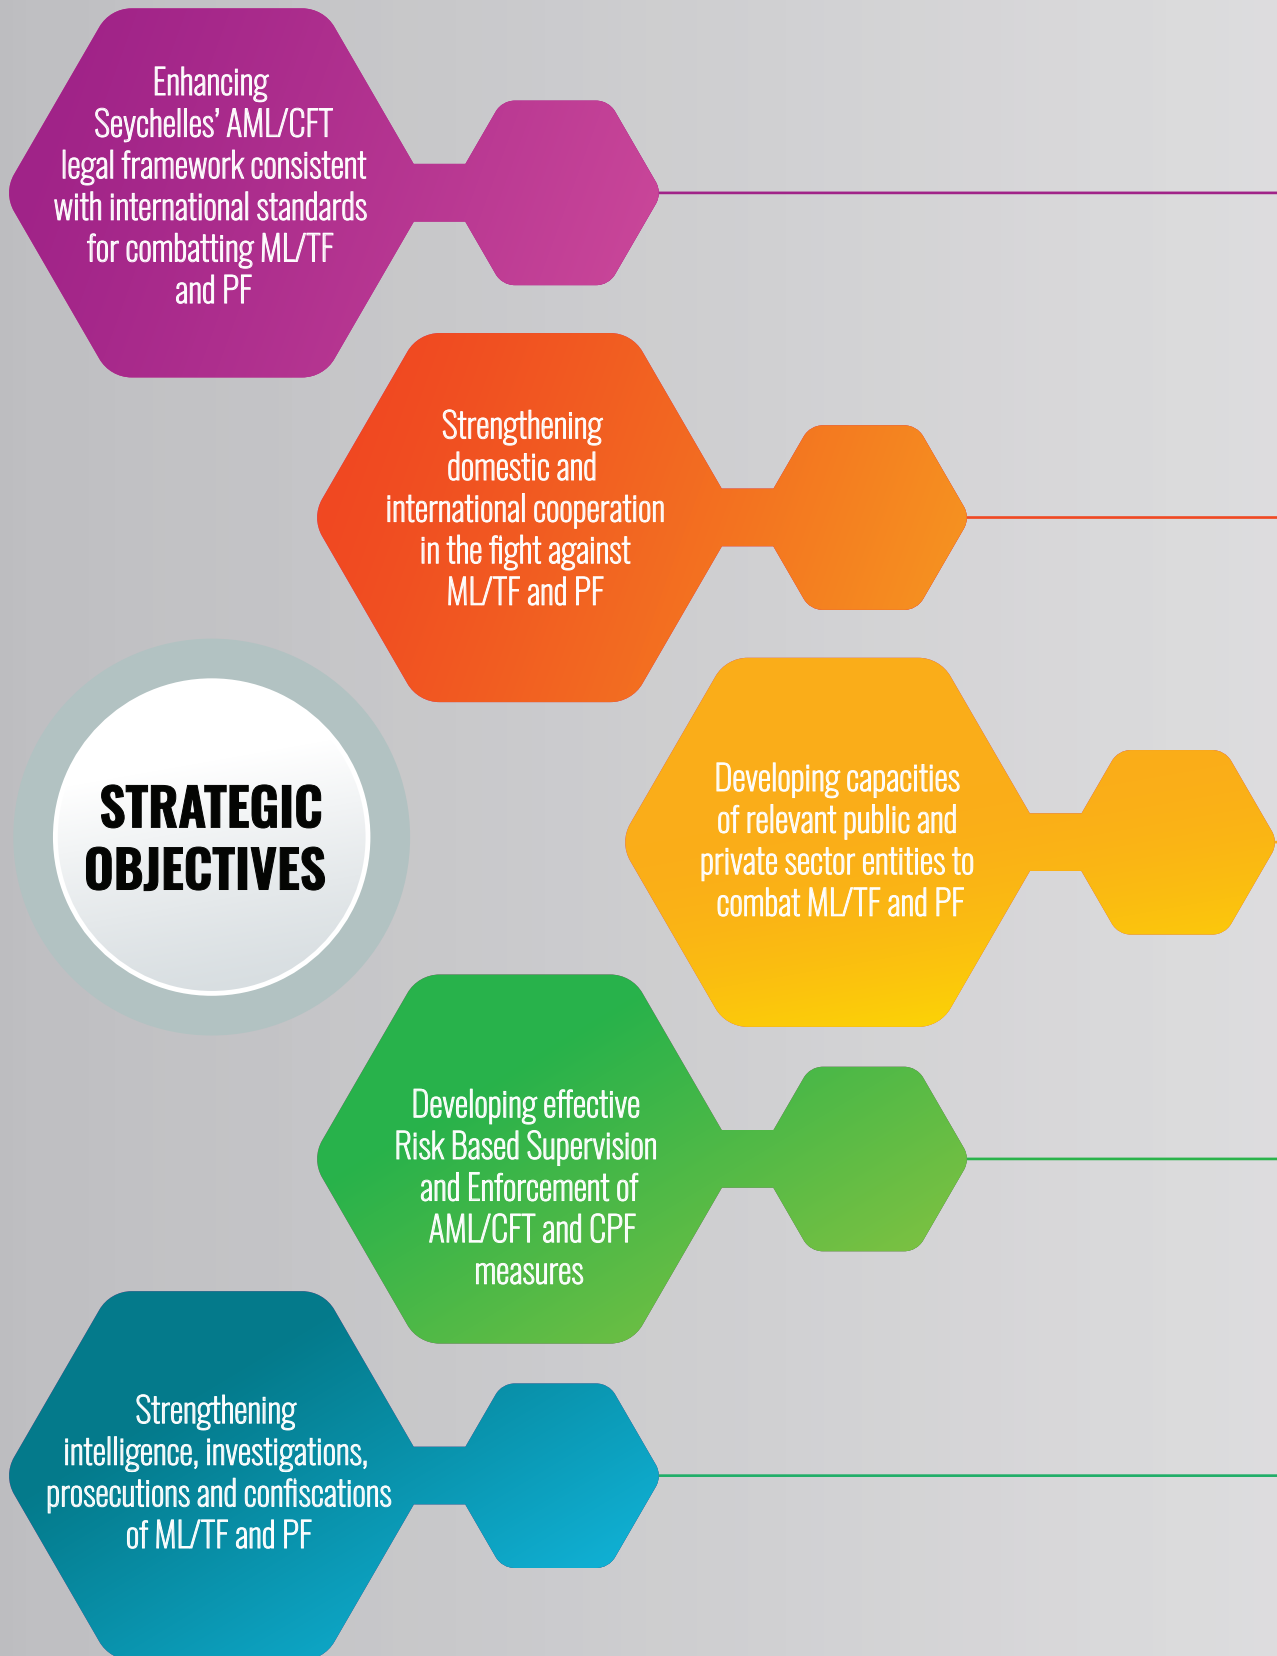 Enhancing
Seychelles’ AML/CFT
legal framework consistent
with international standards
for combatting ML/TF
and PF
Strengthening
domestic and
international cooperation
in the fight against
ML/TF and PF
STRATEGIC
OBJECTIVES
Developing capacities
of relevant public and
private sector entities to
combat ML/TF and PF
Developing effective
Risk Based Supervision
and Enforcement of
AML/CFT and CPF
measures
Strengthening
intelligence, investigations,
prosecutions and confiscations
of ML/TF and PF